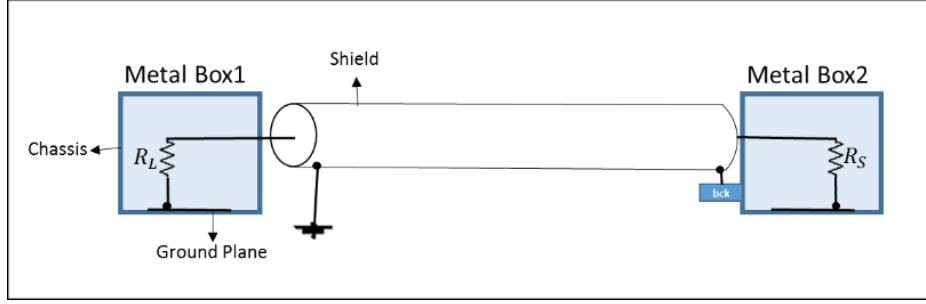 Shield
Metal Box1
Metal Box2
Chassis
R_L
R_S
bck
Ground Plane